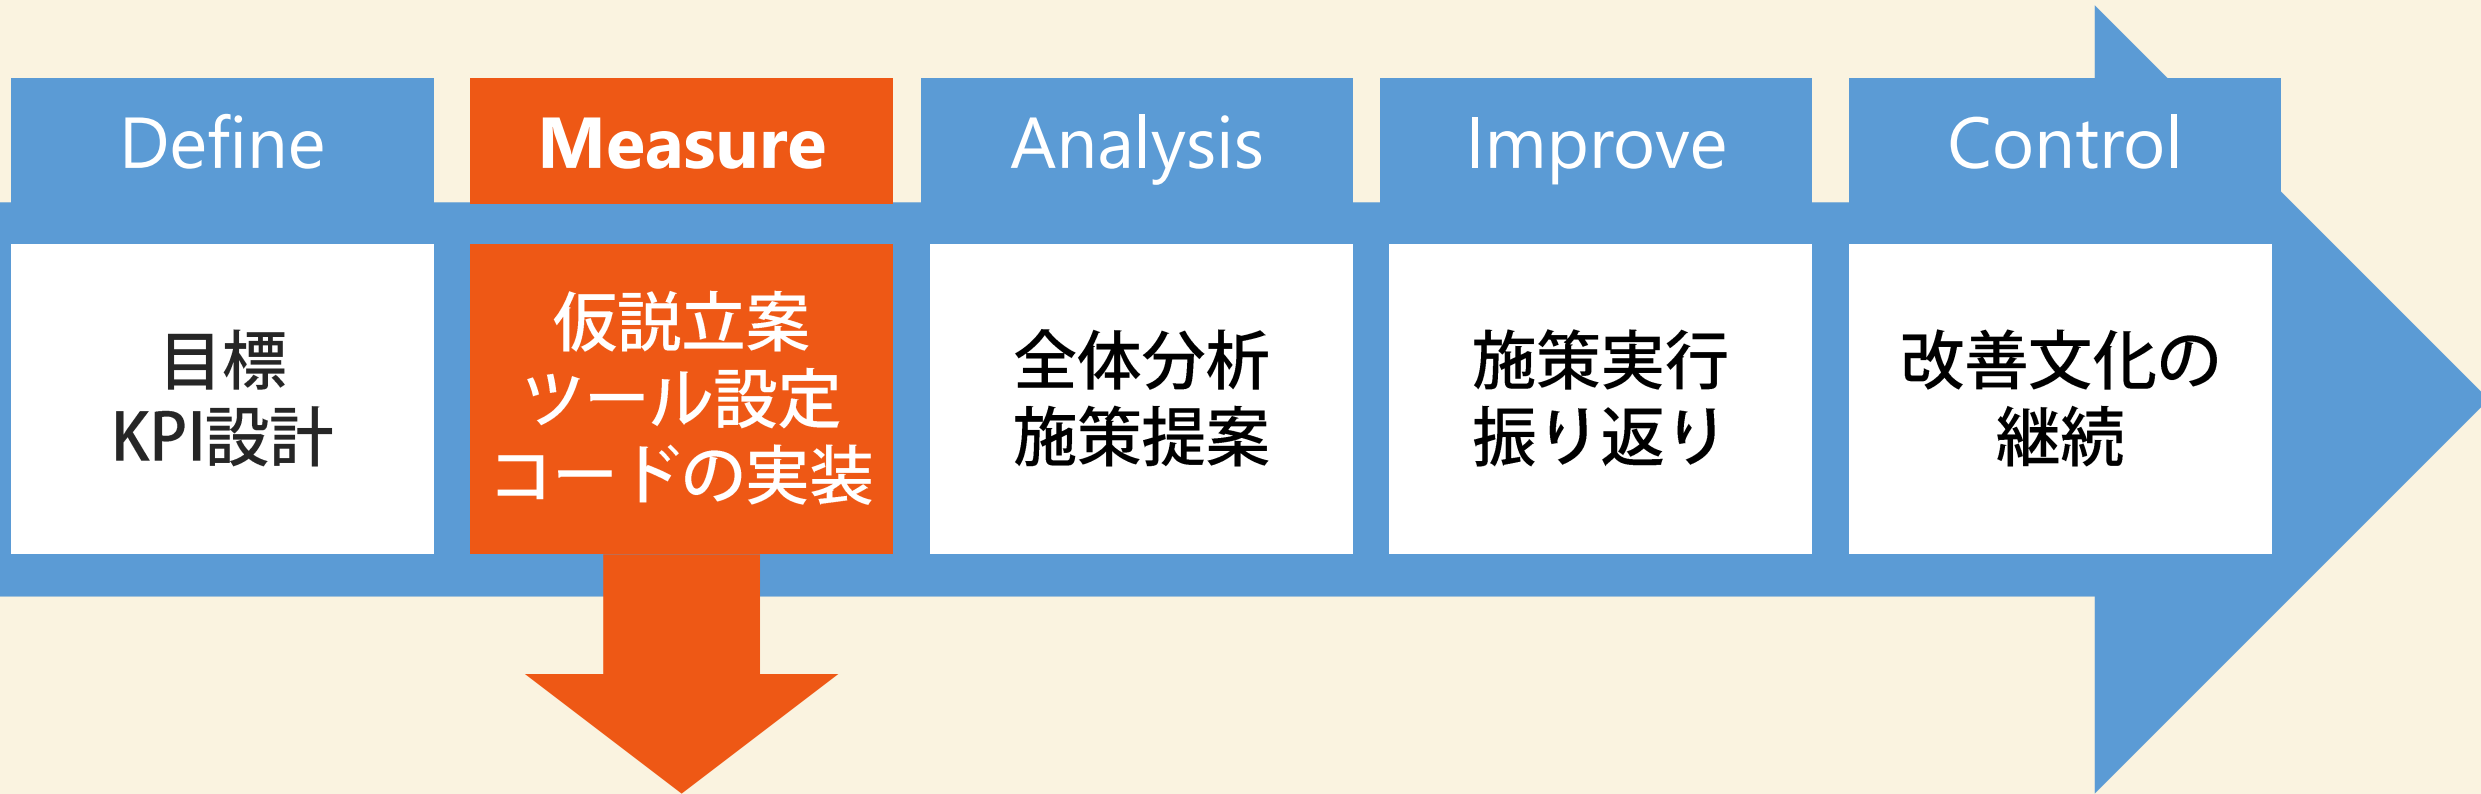 Define
Measure
Analysis
Improve
Control
目標
KPI設計
仮説立案
ツール設定
コードの実装
全体分析
施策提案
施策実行
振り返り
改善文化の
継続